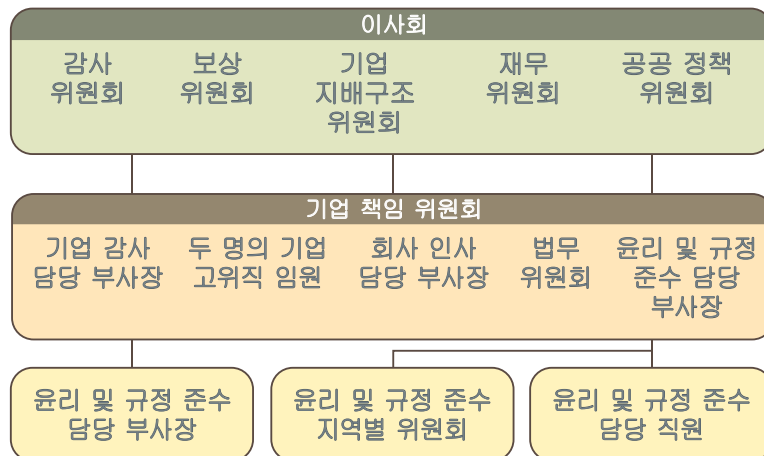 이사회
감사
위원회
보상
위원회
기업
지배구조
위원회
재무
위원회
공공 정책
위원회
기업 책임 위원회
기업 감사
담당 부사장
두 명의 기업
고위직 임원
회사 인사
담당 부사장
법무
위원회
윤리 및 규정
준수 담당
부사장
윤리 및 규정 준수
담당 부사장
윤리 및 규정 준수
지역별 위원회
윤리 및 규정 준수
담당 직원